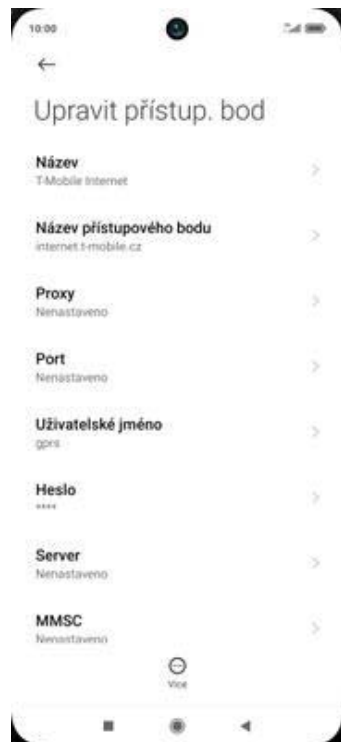 10:00
Upravit přístup. bod
Název
T-Mobile Internet
Název přístupového bodu
internet.t-mobile.cz
Proxy
Nenastaveno
Port
Nenastaveno
Uživatelské jméno
gprs
Heslo
****
Server
Nenastaveno
MMSC
Nenastaveno
Více